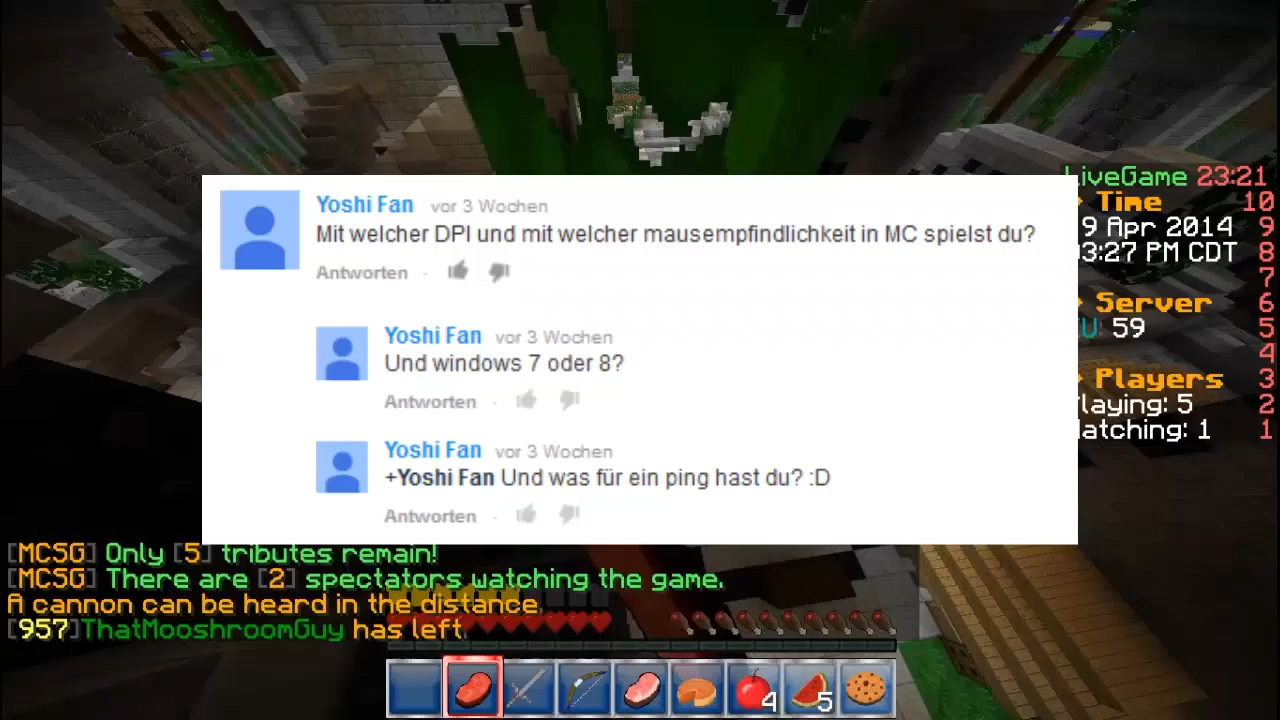 Yoshi Fan vor 3 Wochen
Mit welcher DPI und mit welcher mausempfindlichkeit in MC spielst du?
Antworten ·
Yoshi Fan vor 3 Wochen
Und windows 7 oder 8?
Antworten ·
Yoshi Fan vor 3 Wochen
+Yoshi Fan Und was für ein ping hast du? :D
Antworten ·
LiveGame 23:21
Time 10
9 Apr 2014 9
03:27 PM CDT 8
7
Server 6
EU 59 5
4
Players 3
Playing: 5 2
Watching: 1 1
[MCSG] Only [5] tributes remain!
[MCSG] There are [2] spectators watching the game.
A cannon can be heard in the distance.
[957]ThatMooshroomGuy has left
4 5